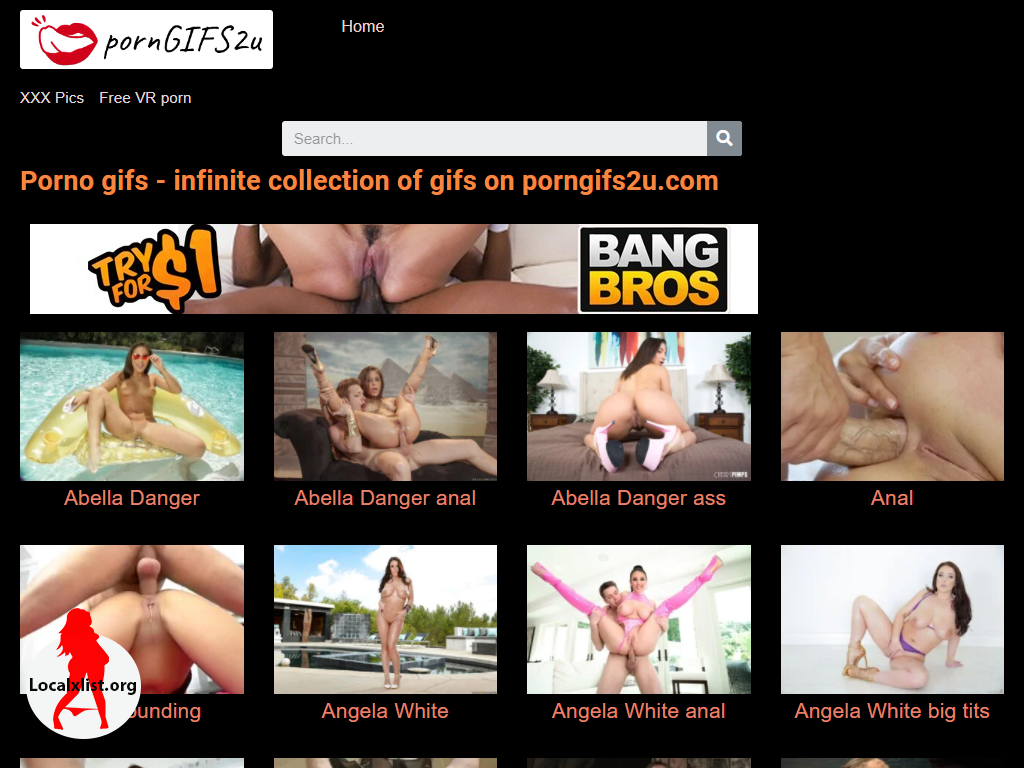 pornGIFS2u
Home
XXX Pics
Free VR porn
Search...
Porno gifs - infinite collection of gifs on porngifs2u.com
TRY FOR $1
BANG
BROS
Abella Danger
Abella Danger anal
Abella Danger ass
Anal
Localxlist.org
ounding
Angela White
Angela White anal
Angela White big tits